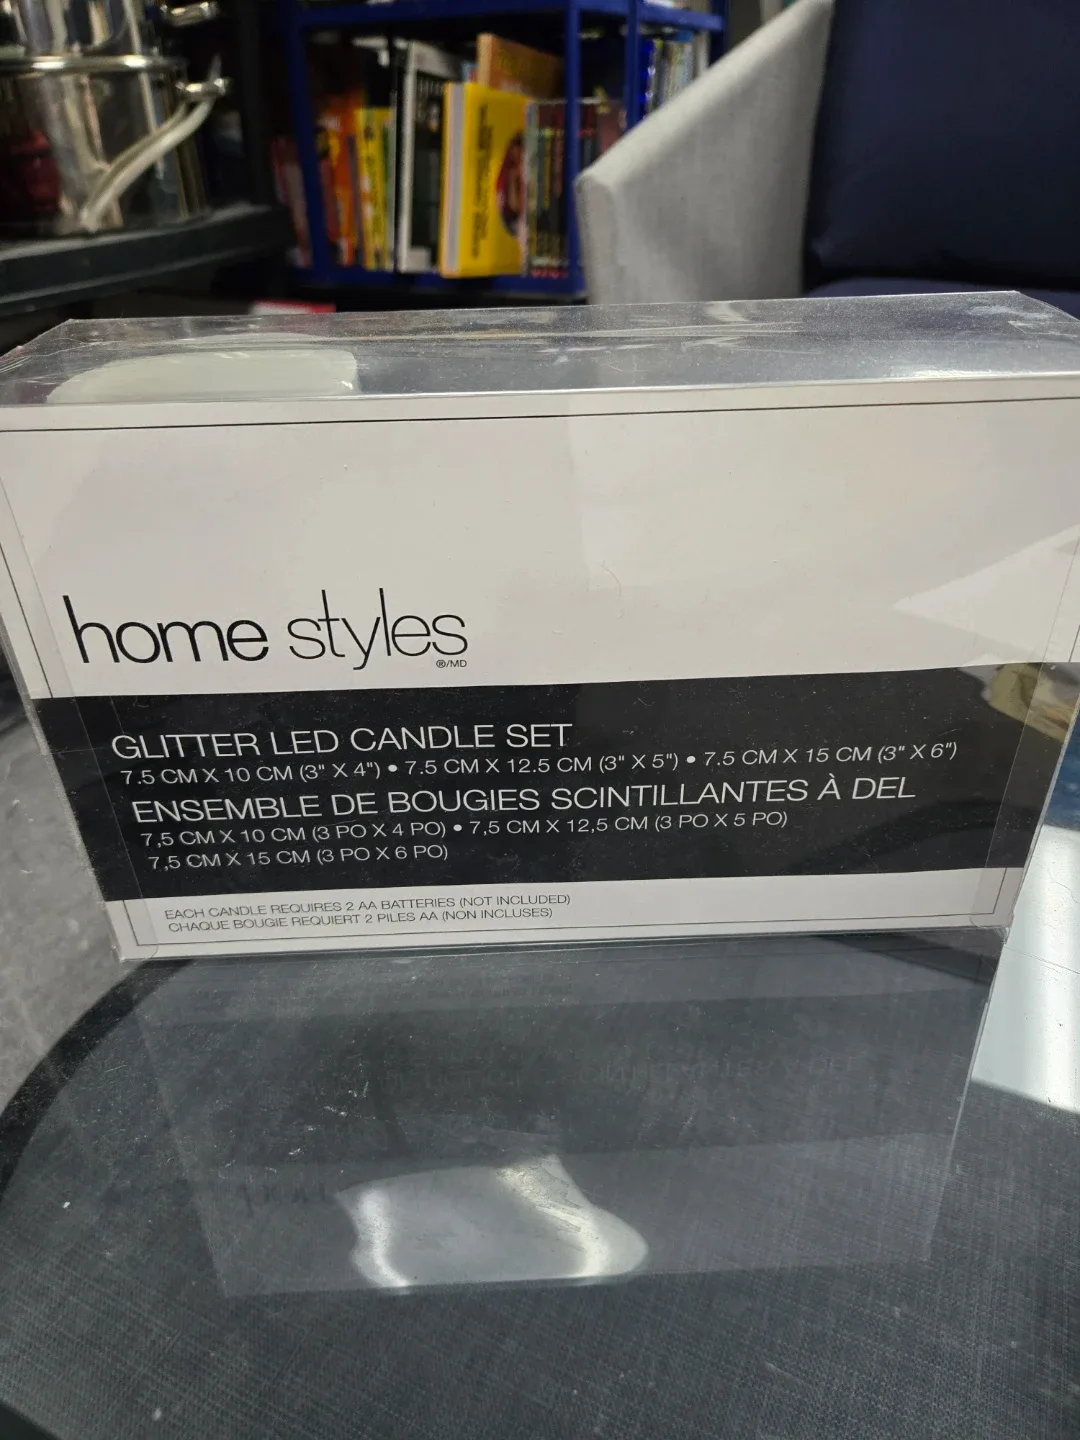 home styles
®/MD
GLITTER LED CANDLE SET
7.5 CM X 10 CM (3" X 4") • 7.5 CM X 12.5 CM (3" X 5") • 7.5 CM X 15 CM (3" X 6")
ENSEMBLE DE BOUGIES SCINTILLANTES À DEL
7,5 CM X 10 CM (3 PO X 4 PO) • 7,5 CM X 12,5 CM (3 PO X 5 PO)
7,5 CM X 15 CM (3 PO X 6 PO)
EACH CANDLE REQUIRES 2 AA BATTERIES (NOT INCLUDED)
CHAQUE BOUGIE REQUIERT 2 PILES AA (NON INCLUSES)